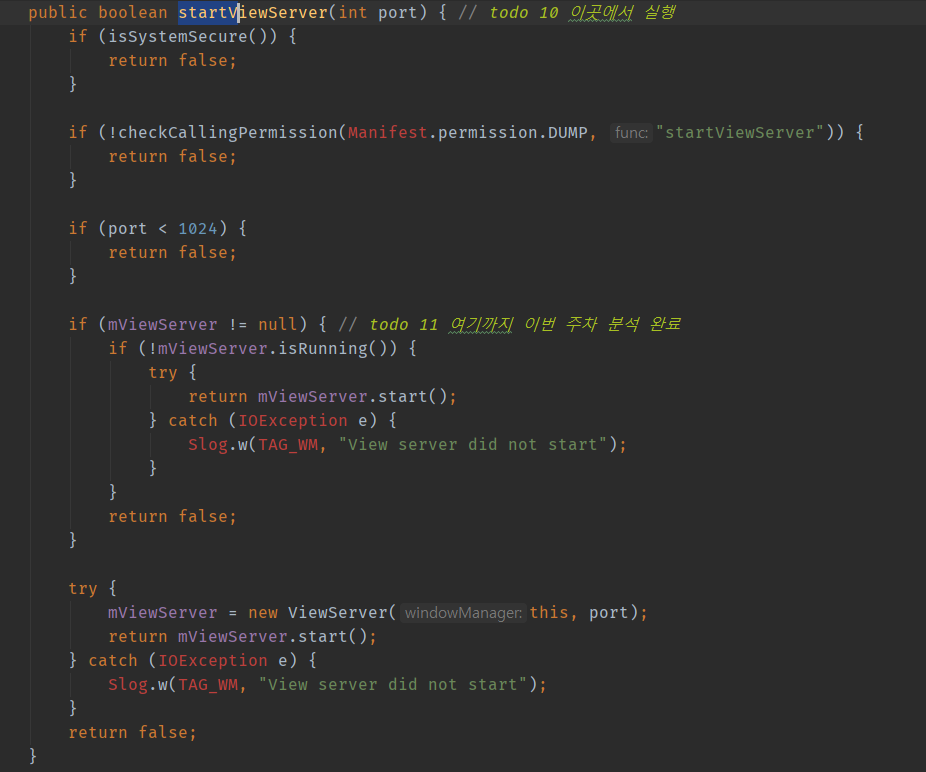 public boolean startViewServer(int port) { // todo 10 이곳에서 실행
    if (isSystemSecure()) {
        return false;
    }

    if (!checkCallingPermission(Manifest.permission.DUMP, func: "startViewServer")) {
        return false;
    }

    if (port < 1024) {
        return false;
    }

    if (mViewServer != null) { // todo 11 여기까지 이번 주차 분석 완료
        if (!mViewServer.isRunning()) {
            try {
                return mViewServer.start();
            } catch (IOException e) {
                Slog.w(TAG_WM, "View server did not start");
            }
        }
        return false;
    }

    try {
        mViewServer = new ViewServer( windowManager: this, port);
        return mViewServer.start();
    } catch (IOException e) {
        Slog.w(TAG_WM, "View server did not start");
    }
    return false;
}